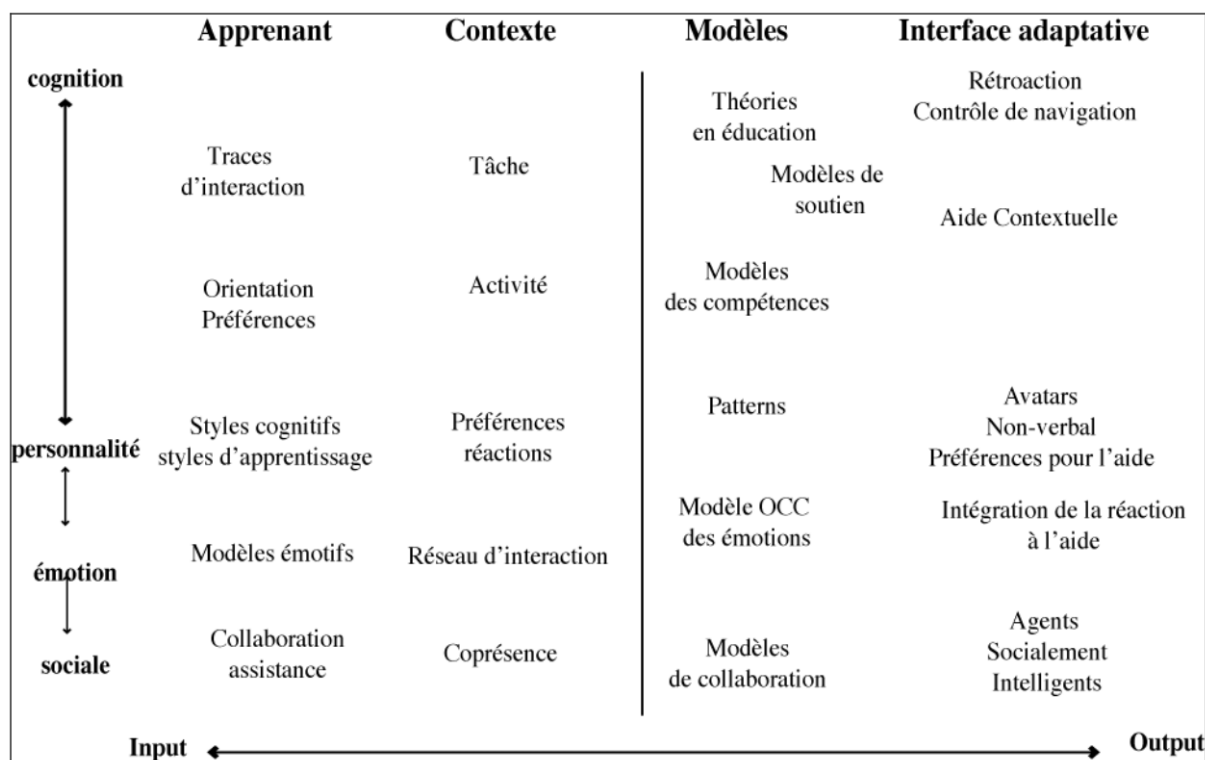 Apprenant Contexte Modèles Interface adaptative
cognition
Rétroaction
Contrôle de navigation
Théories
en éducation
Traces
d'interaction
Tâche
Modèles de
soutien
Aide Contextuelle
Orientation
Préférences
Activité
Modèles
des compétences
personnalité
Styles cognitifs
styles d'apprentissage
Préférences
réactions
Patterns
Avatars
Non-verbal
Préférences pour l'aide
émotion
Modèles émotifs
Réseau d'interaction
Modèle OCC
des émotions
Intégration de la réaction
à l'aide
sociale
Collaboration
assistance
Coprésence
Modèles
de collaboration
Agents
Socialement
Intelligents
Input Output